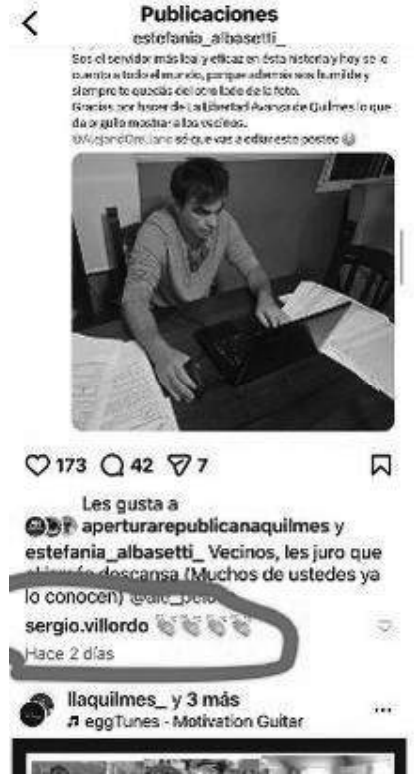 Publicaciones
estefania_albasetti_
Sos el servidor más leal y eficaz en ésta historia y hoy se lo
cuento a todo el mundo, porque además sos humilde y
siempre te quedás del otro lado de la foto.
Gracias por hacer de La Libertad Avanza de Quilmes lo que
da orgullo mostrar a los vecinos.
sé que vas a odiar este posteo
173 42 7
Les gusta a
aperturarepublicanaquilmes y
estefania_albasetti_ Vecinos, les juro que
descansa (Muchos de ustedes ya
lo conocen)
sergio.villordo
Hace 2 días
llaquilmes_ y 3 más
eggTunes - Motivation Guitar